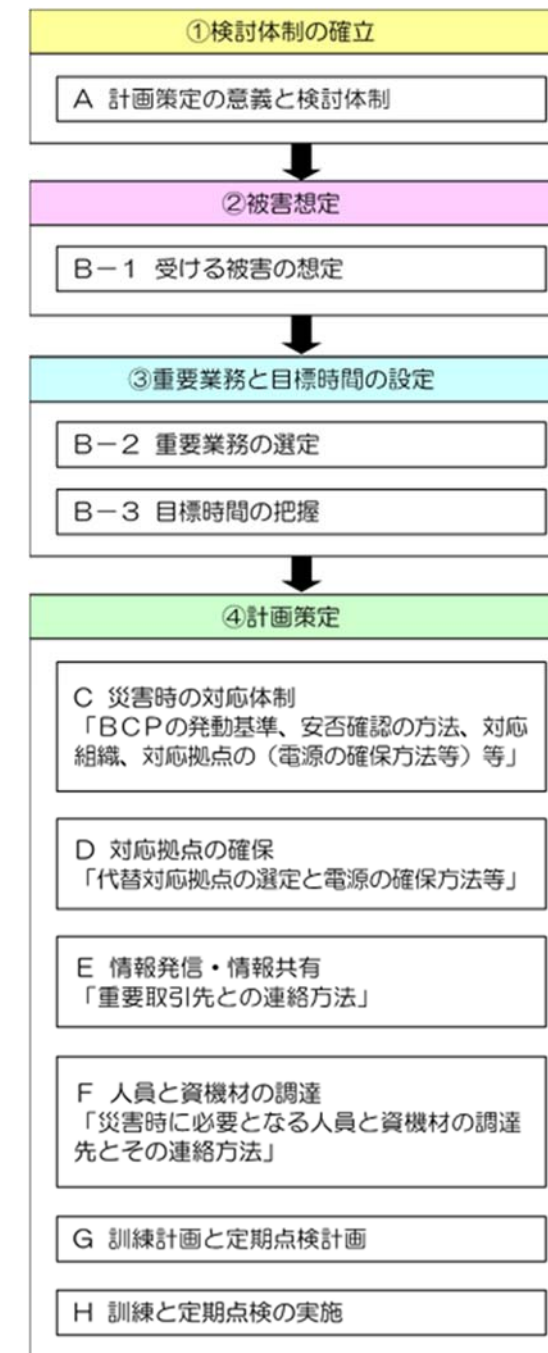 ①検討体制の確立
A 計画策定の意義と検討体制
②被害想定
B－1 受ける被害の想定
③重要業務と目標時間の設定
B－2 重要業務の選定
B－3 目標時間の把握
④計画策定
C 災害時の対応体制
「BCPの発動基準、安否確認の方法、対応
組織、対応拠点の（電源の確保方法等）等」
D 対応拠点の確保
「代替対応拠点の選定と電源の確保方法等」
E 情報発信・情報共有
「重要取引先との連絡方法」
F 人員と資機材の調達
「災害時に必要となる人員と資機材の調達
先とその連絡方法」
G 訓練計画と定期点検計画
H 訓練と定期点検の実施